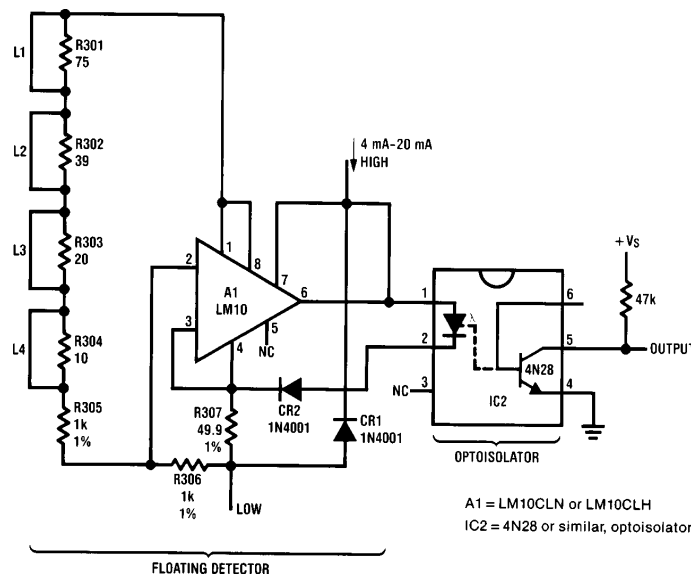 L1
R301
75
L2
R302
39
4 mA-20 mA
HIGH
L3
R303
20
+VS
2
1
8
7
A1
LM10
6
3
4
5
NC
47k
1
6
2
5
OUTPUT
L4
R304
10
4N28
NC
3
4
IC2
R305
1k
1%
R307
49.9
1%
CR2
1N4001
CR1
1N4001
OPTOISOLATOR
R306
1k
1%
LOW
A1 = LM10CLN or LM10CLH
IC2 = 4N28 or similar, optoisolator
FLOATING DETECTOR